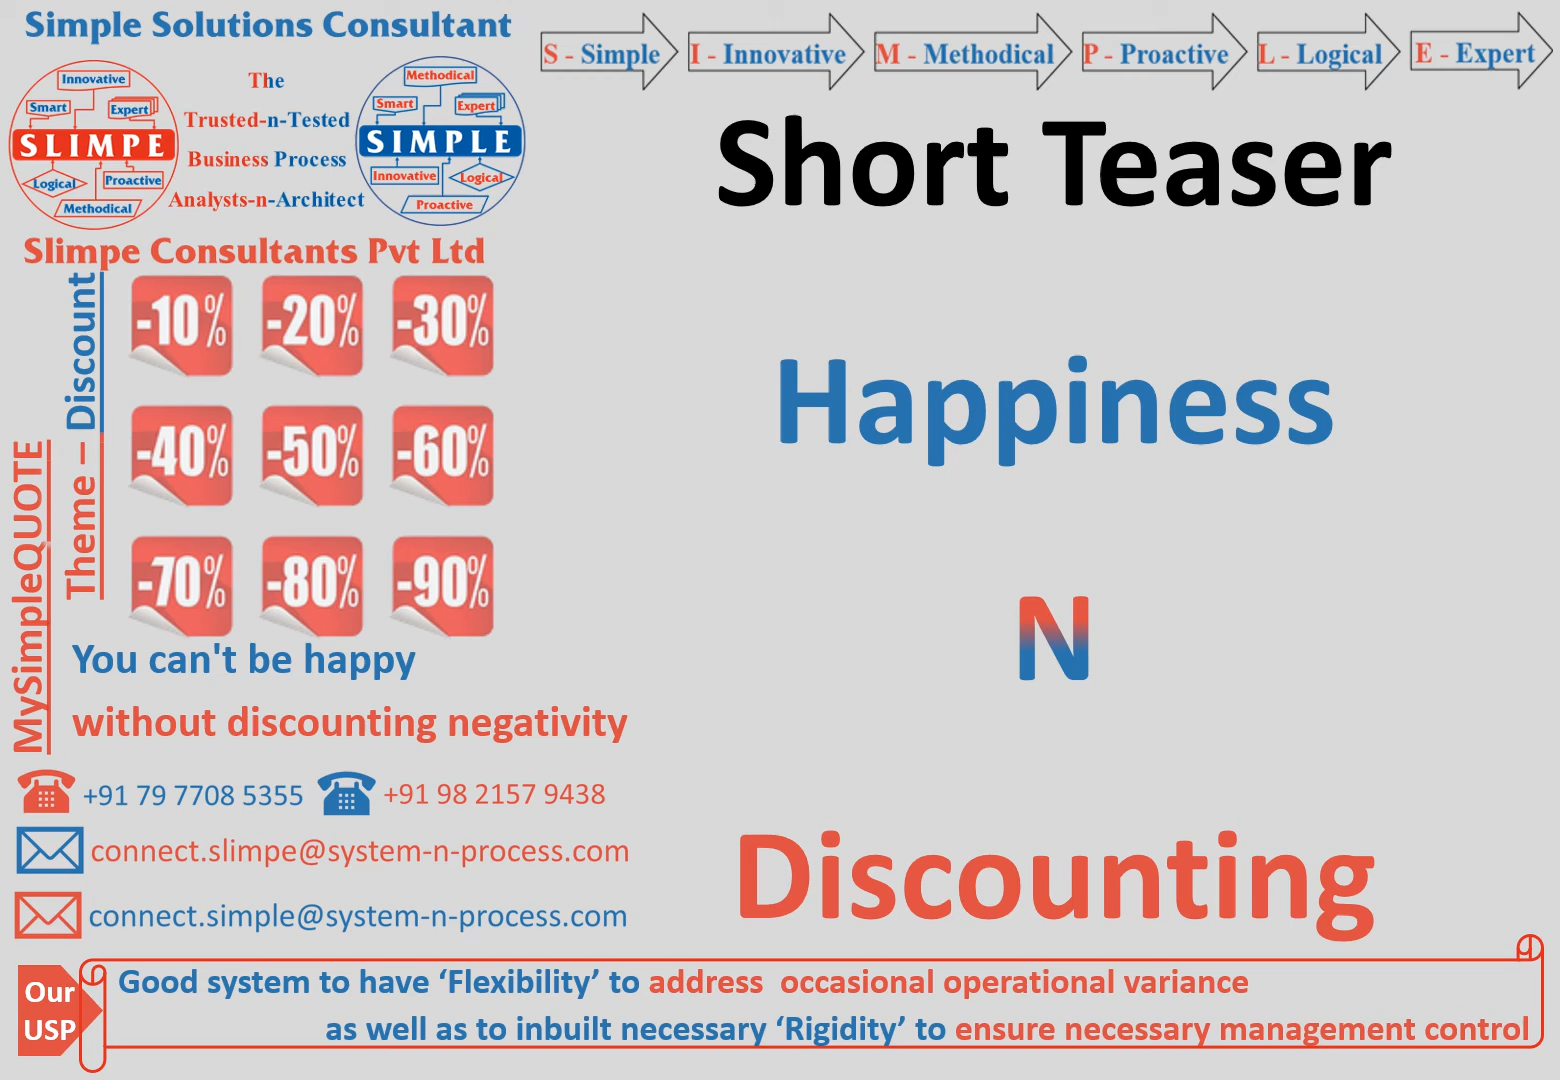 Simple Solutions Consultant
S - Simple
I - Innovative
M - Methodical
P - Proactive
L - Logical
E - Expert
Innovative
Smart
Expert
SLIMPE
Logical
Proactive
Methodical
The
Trusted-n-Tested
Business Process
Analysts-n-Architect
Methodical
Smart
Expert
SIMPLE
Innovative
Logical
Proactive
Slimpe Consultants Pvt Ltd
Short Teaser
Happiness
N
Discounting
MySimpleQUOTE
Theme – Discount
-10%
-20%
-30%
-40%
-50%
-60%
-70%
-80%
-90%
You can't be happy
without discounting negativity
+91 79 7708 5355
+91 98 2157 9438
connect.slimpe@system-n-process.com
connect.simple@system-n-process.com
Our
USP
Good system to have ‘Flexibility’ to address  occasional operational variance
as well as to inbuilt necessary ‘Rigidity’ to ensure necessary management control